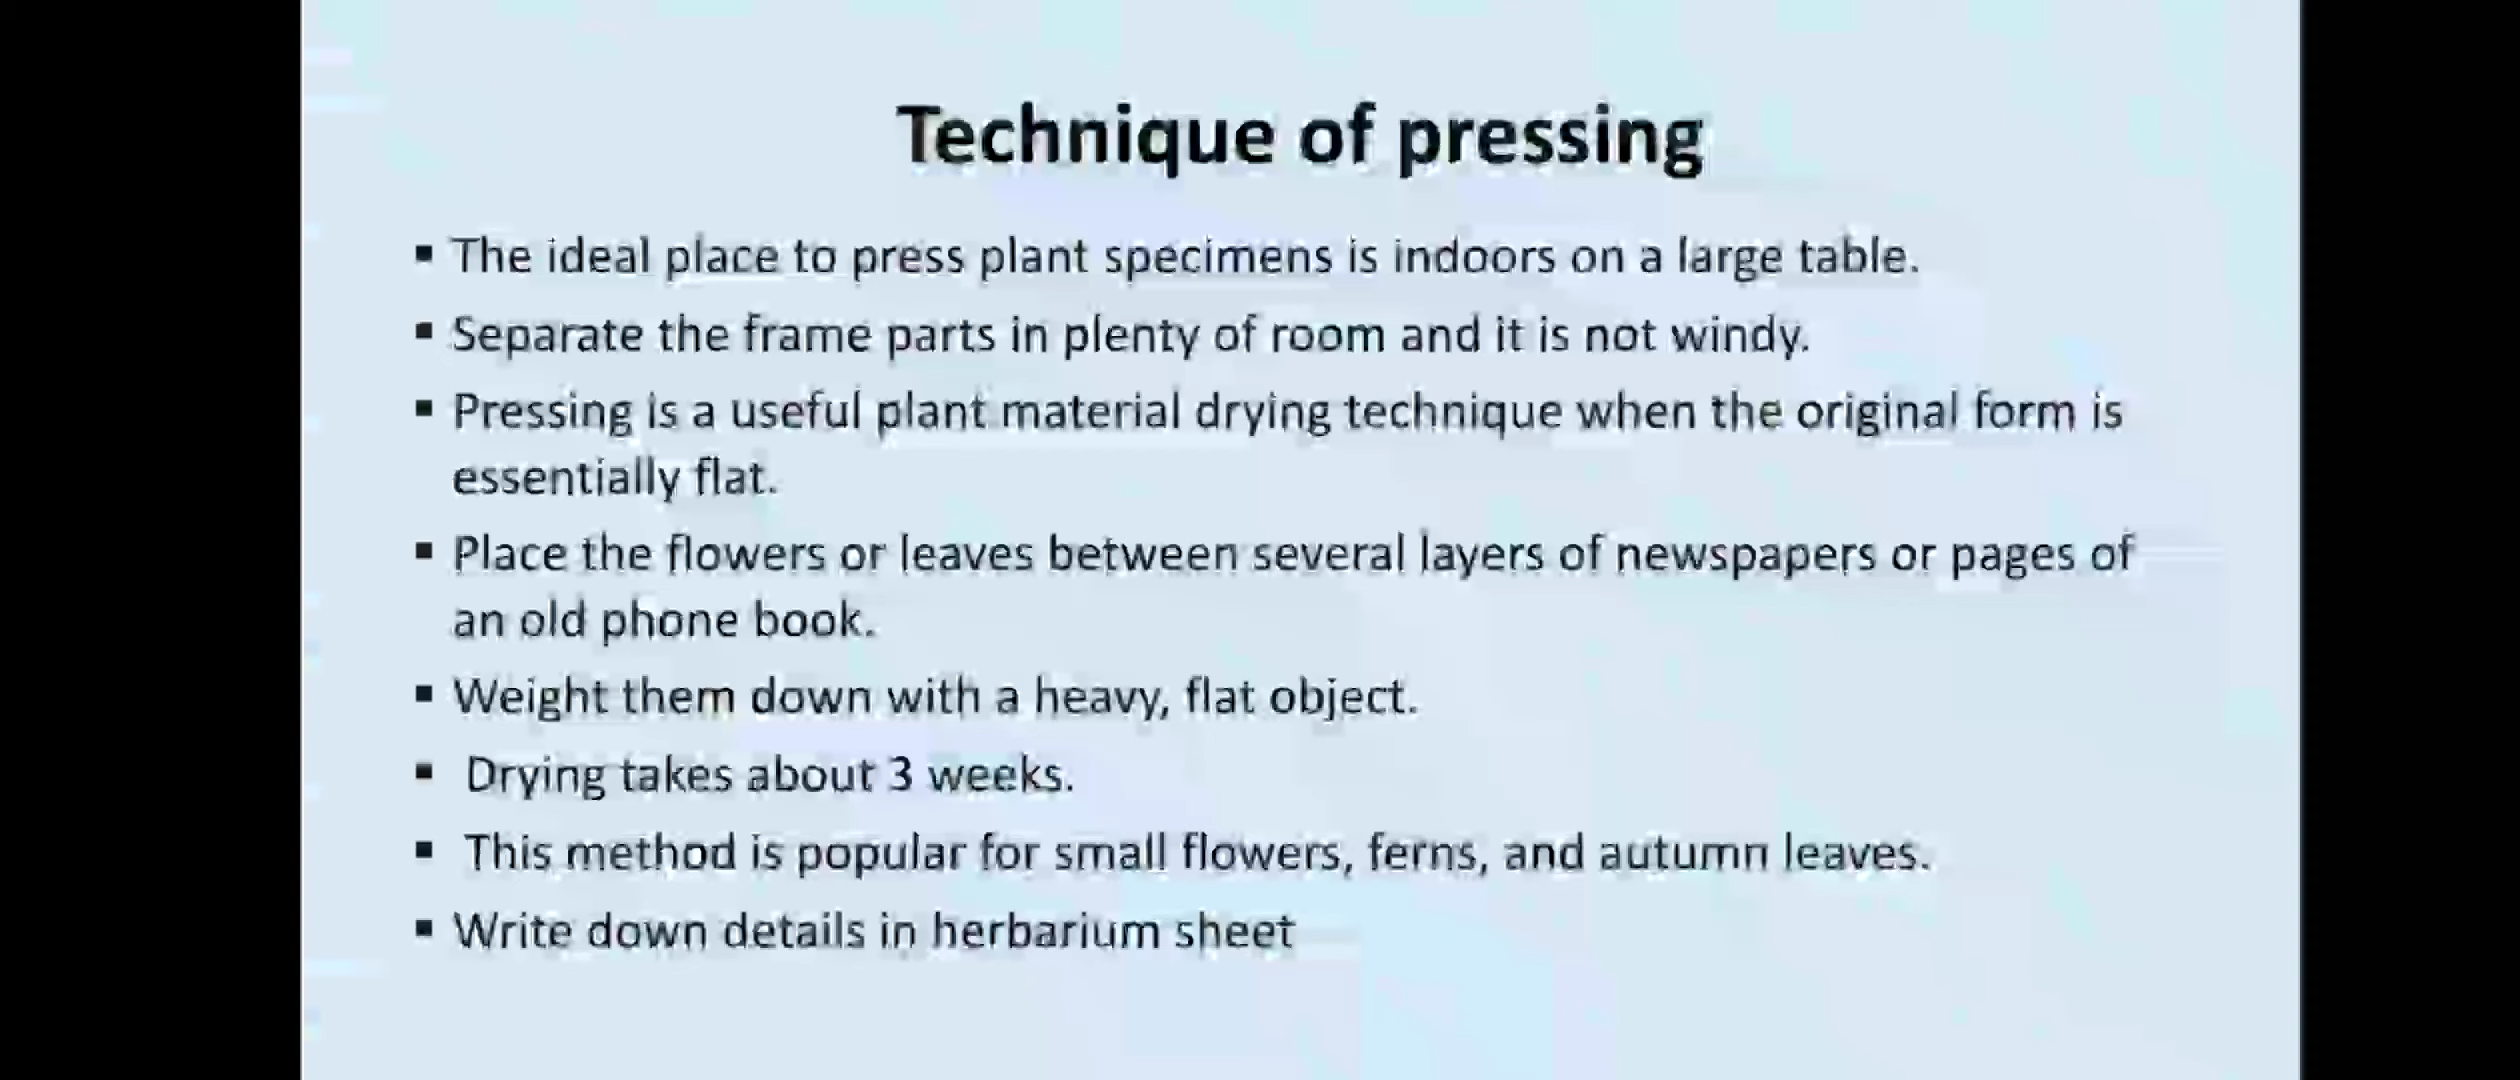 Technique of pressing
▪ The ideal place to press plant specimens is indoors on a large table.
▪ Separate the frame parts in plenty of room and it is not windy.
▪ Pressing is a useful plant material drying technique when the original form is
essentially flat.
▪ Place the flowers or leaves between several layers of newspapers or pages of
an old phone book.
▪ Weight them down with a heavy, flat object.
▪ Drying takes about 3 weeks.
▪ This method is popular for small flowers, ferns, and autumn leaves.
▪ Write down details in herbarium sheet